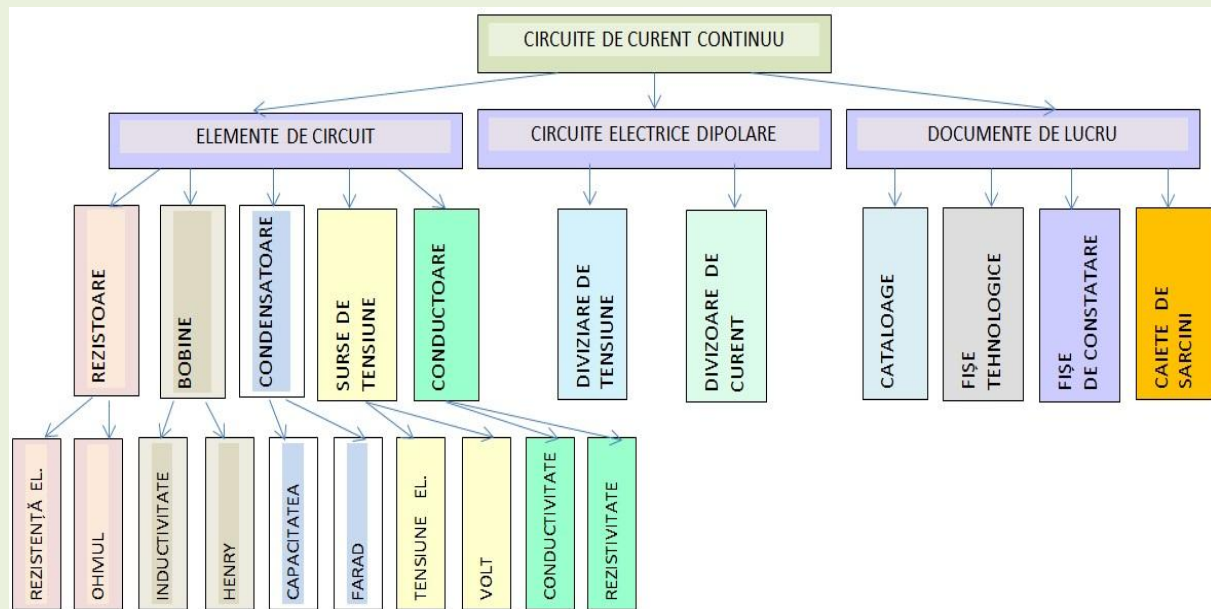 CIRCUITE DE CURENT CONTINUU
ELEMENTE DE CIRCUIT
CIRCUITE ELECTRICE DIPOLARE
DOCUMENTE DE LUCRU
REZISTOARE
BOBINE
CONDENSATOARE
SURSE DE
TENSIUNE
CONDUCTOARE
DIVIZIARE DE
TENSIUNE
DIVIZOARE DE
CURENT
CATALOAGE
FIȘE
TEHNOLOGICE
FIȘE
DE CONSTATARE
CAIETE DE
SARCINI
REZISTENȚĂ EL.
OHMUL
INDUCTIVITATE
HENRY
CAPACITATEA
FARAD
TENSIUNE EL.
VOLT
CONDUCTIVITATE
REZISTIVITATE